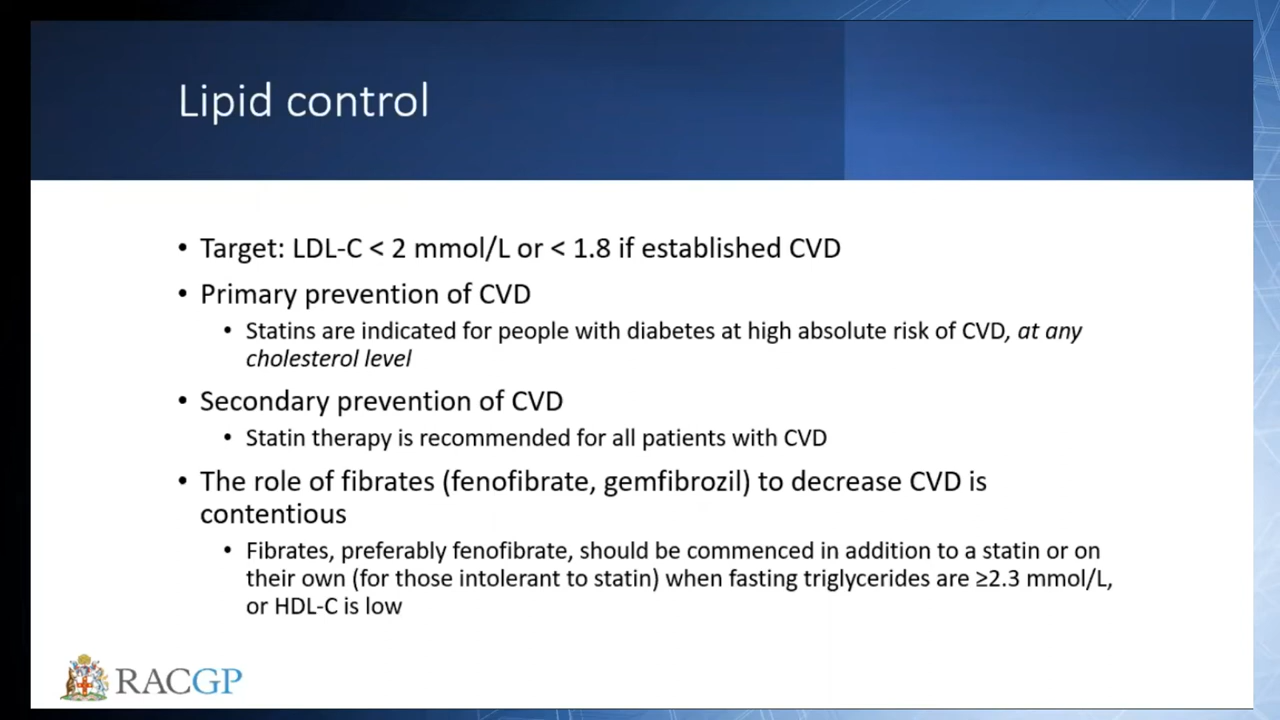 Lipid control
• Target: LDL-C < 2 mmol/L or < 1.8 if established CVD
• Primary prevention of CVD
• Statins are indicated for people with diabetes at high absolute risk of CVD, at any
cholesterol level
• Secondary prevention of CVD
• Statin therapy is recommended for all patients with CVD
• The role of fibrates (fenofibrate, gemfibrozil) to decrease CVD is
contentious
• Fibrates, preferably fenofibrate, should be commenced in addition to a statin or on
their own (for those intolerant to statin) when fasting triglycerides are ≥2.3 mmol/L,
or HDL-C is low
RACGP